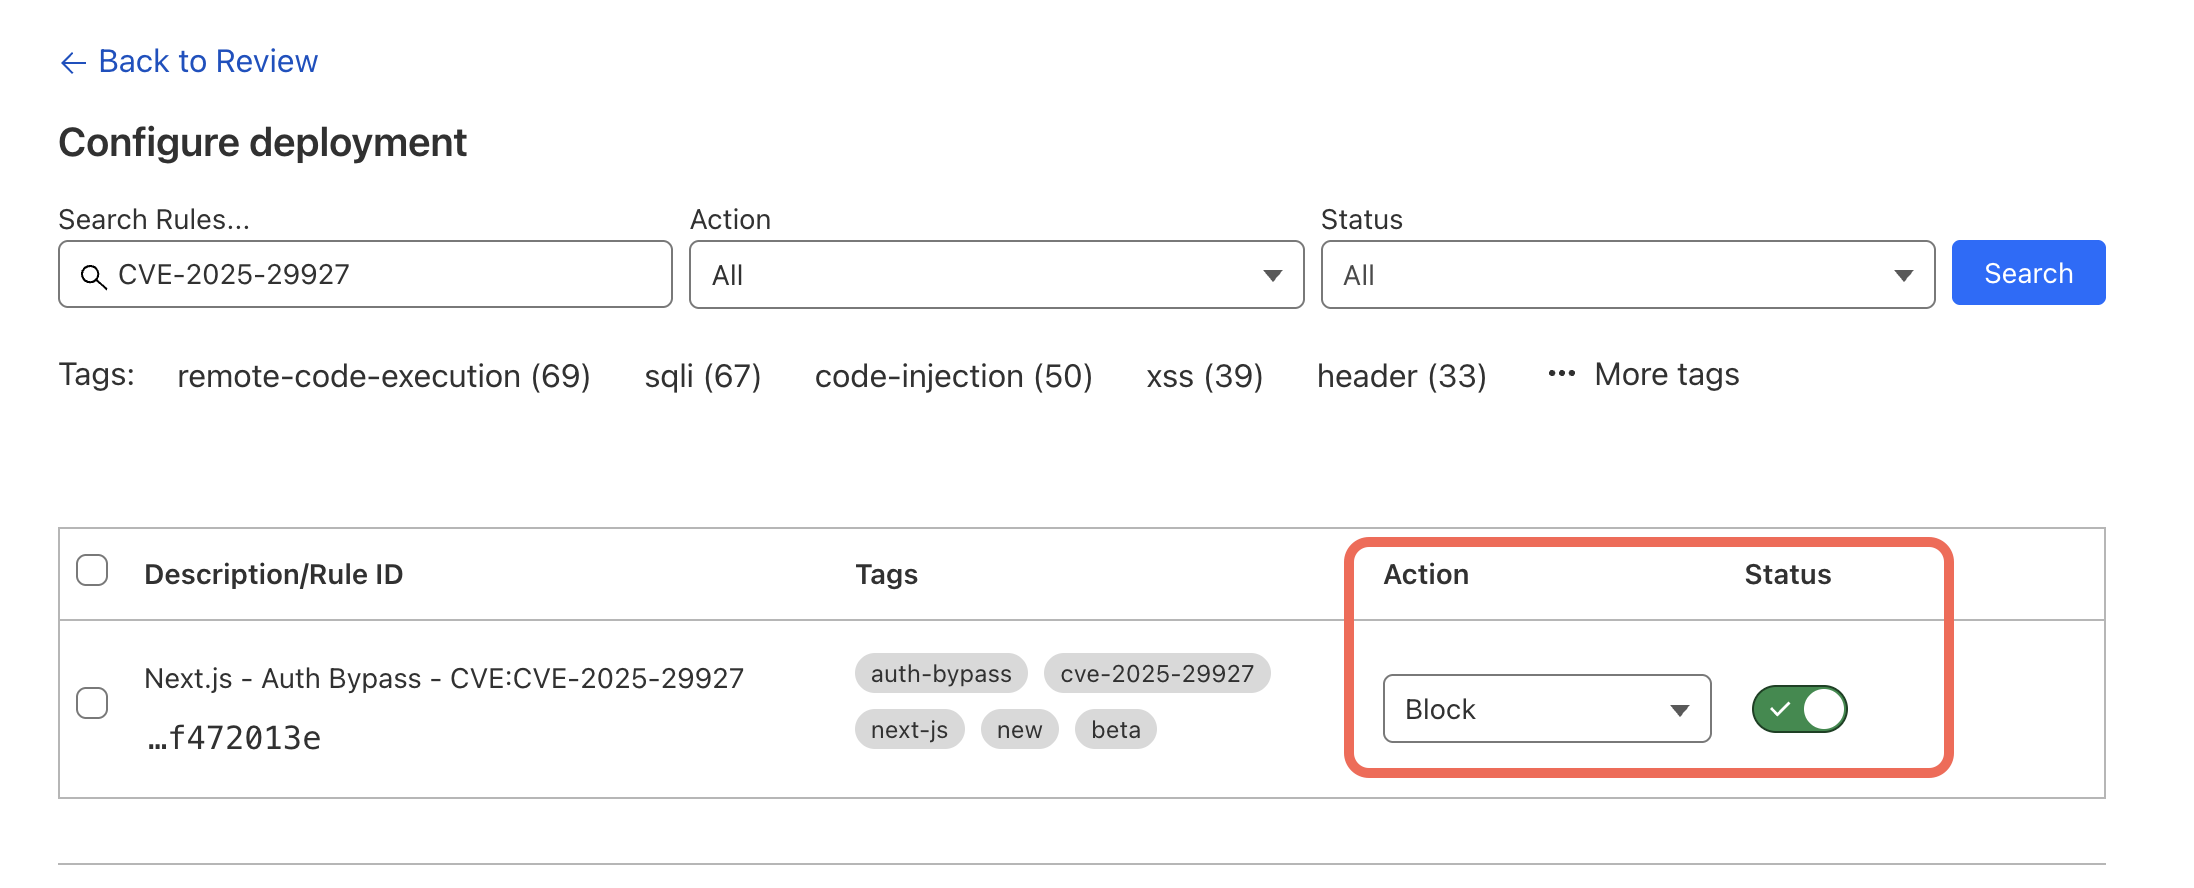 ← Back to Review
Configure deployment
Search Rules... Action Status
CVE-2025-29927 All All Search
Tags: remote-code-execution (69) sqli (67) code-injection (50) xss (39) header (33) ••• More tags
Description/Rule ID Tags Action Status
Next.js - Auth Bypass - CVE:CVE-2025-29927 auth-bypass cve-2025-29927
…f472013e next-js new beta Block